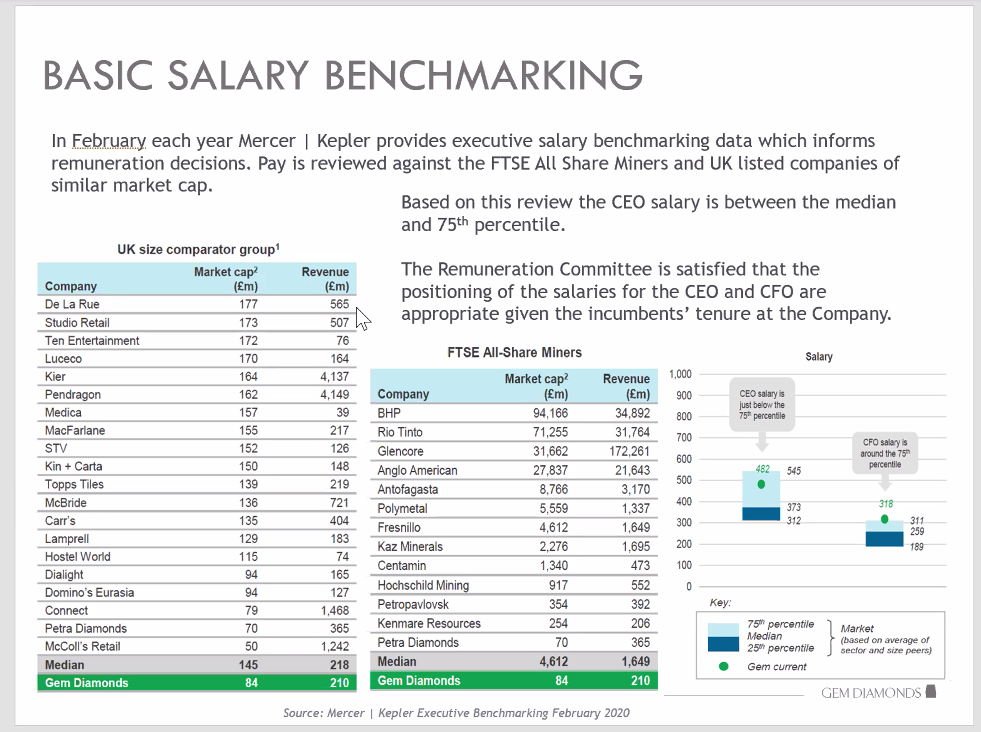 BASIC SALARY BENCHMARKING
In February each year Mercer | Kepler provides executive salary benchmarking data which informs
remuneration decisions. Pay is reviewed against the FTSE All Share Miners and UK listed companies of
similar market cap.
Based on this review the CEO salary is between the median
and 75th percentile.
The Remuneration Committee is satisfied that the
positioning of the salaries for the CEO and CFO are
appropriate given the incumbents’ tenure at the Company.
UK size comparator group1
Market cap2 Revenue
Company (£m) (£m)
De La Rue 177 565
Studio Retail 173 507
Ten Entertainment 172 76
Luceco 170 164
Kier 164 4,137
Pendragon 162 4,149
Medica 157 39
MacFarlane 155 217
STV 152 126
Kin + Carta 150 148
Topps Tiles 139 219
McBride 136 721
Carr's 135 404
Lamprell 129 183
Hostel World 115 74
Dialight 94 165
Domino's Eurasia 94 127
Connect 79 1,468
Petra Diamonds 70 365
McColl's Retail 50 1,242
Median 145 218
Gem Diamonds 84 210
FTSE All-Share Miners
Market cap2 Revenue
Company (£m) (£m)
BHP 94,166 34,892
Rio Tinto 71,255 31,764
Glencore 31,662 172,261
Anglo American 27,837 21,643
Antofagasta 8,766 3,170
Polymetal 5,559 1,337
Fresnillo 4,612 1,649
Kaz Minerals 2,276 1,695
Centamin 1,340 473
Hochschild Mining 917 552
Petropavlovsk 354 392
Kenmare Resources 254 206
Petra Diamonds 70 365
Median 4,612 1,649
Gem Diamonds 84 210
Salary
1,000
900
800
700
600
500
400
300
200
100
0
CEO salary is
just below the
75th percentile
482 545
373
312
CFO salary is
around the 75th
percentile
318
311
259
189
Key:
75th percentile
Median
25th percentile
Market
(based on average of
sector and size peers)
Gem current
GEM DIAMONDS
Source: Mercer | Kepler Executive Benchmarking February 2020